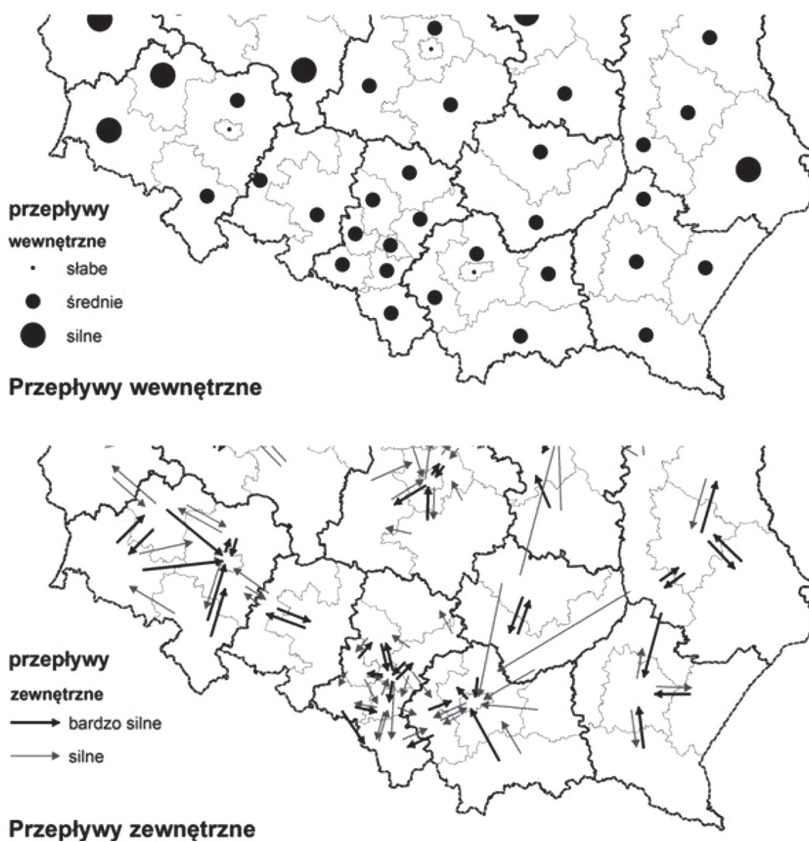 przepływy
wewnętrzne
słabe
średnie
silne
Przepływy wewnętrzne
przepływy
zewnętrzne
bardzo silne
silne
Przepływy zewnętrzne